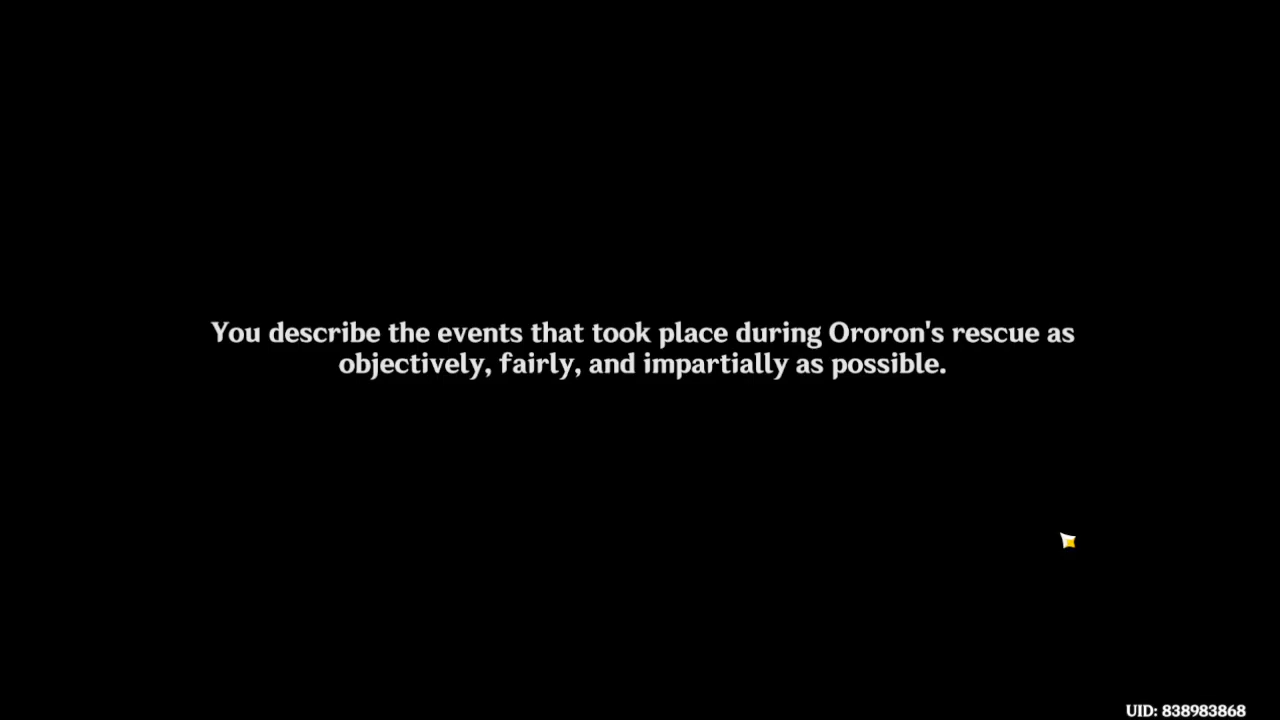 You describe the events that took place during Ororon's rescue as
objectively, fairly, and impartially as possible.
UID: 838983868